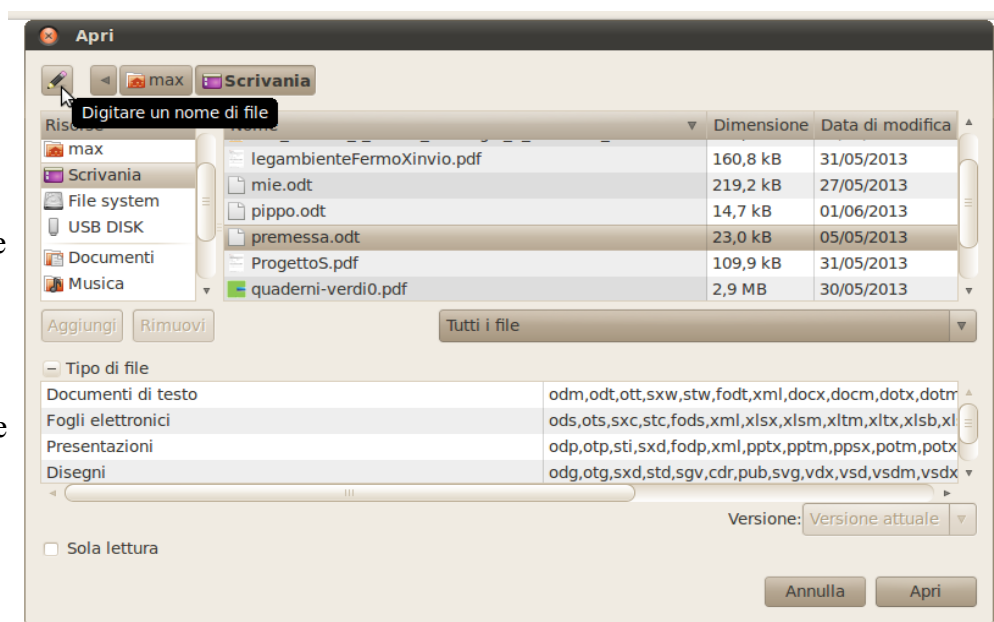 Apri
max Scrivania
Digitare un nome di file
Dimensione Data di modifica
max
legambienteFermoXinvio.pdf 160,8 kB 31/05/2013
Scrivania
mie.odt 219,2 kB 27/05/2013
File system
pippo.odt 14,7 kB 01/06/2013
USB DISK
premessa.odt 23,0 kB 05/05/2013
e
Documenti
ProgettoS.pdf 109,9 kB 31/05/2013
Musica
quaderni-verdi0.pdf 2,9 MB 30/05/2013
Aggiungi Rimuovi Tutti i file
Tipo di file
Documenti di testo odm,odt,ott,sxw,stw,fodt,xml,docx,docm,dotx,dotm
e
Fogli elettronici ods,ots,sxc,stc,fods,xml,xlsx,xlsm,xltm,xltx,xlsb,xl
Presentazioni odp,otp,sti,sxd,fodp,xml,pptx,pptm,ppsx,potm,potx
Disegni odg,otg,sxd,std,sgv,cdr,pub,svg,vdx,vsd,vsdm,vsdx
Versione: Versione attuale
Sola lettura
Annulla Apri